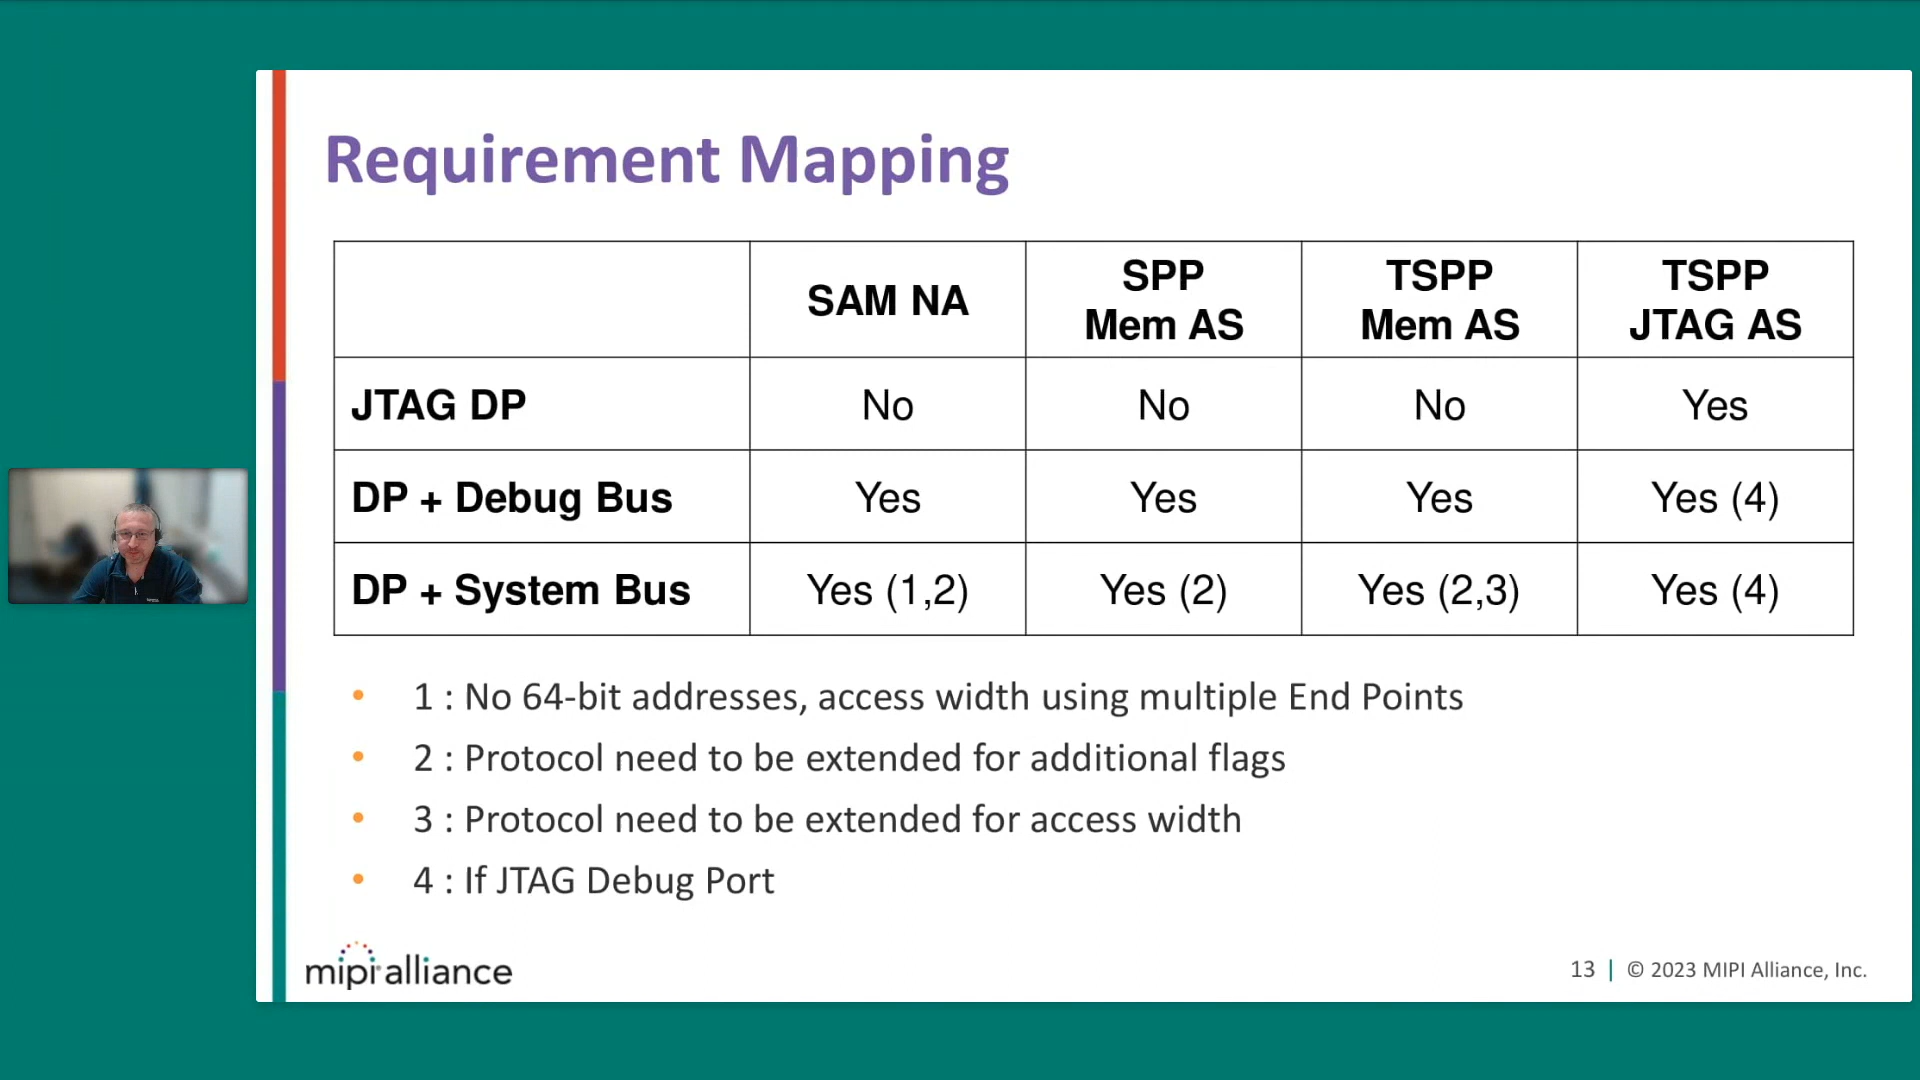 Requirement Mapping
SAM NA
SPP
Mem AS
TSPP
Mem AS
TSPP
JTAG AS
JTAG DP No No No Yes
DP + Debug Bus Yes Yes Yes Yes (4)
DP + System Bus Yes (1,2) Yes (2) Yes (2,3) Yes (4)
• 1 : No 64-bit addresses, access width using multiple End Points
• 2 : Protocol need to be extended for additional flags
• 3 : Protocol need to be extended for access width
• 4 : If JTAG Debug Port
mipi alliance
13 | © 2023 MIPI Alliance, Inc.